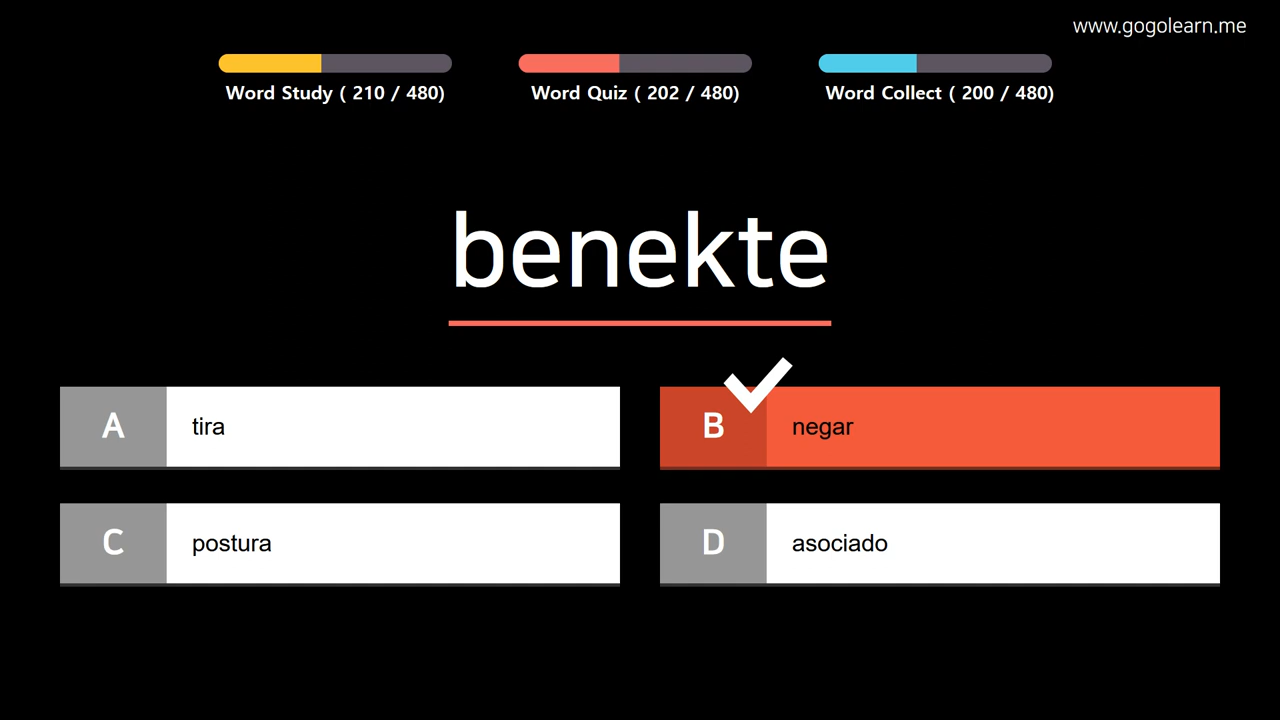 www.gogolearn.me
Word Study ( 210 / 480)
Word Quiz ( 202 / 480)
Word Collect ( 200 / 480)
benekte
A tira
B negar
C postura
D asociado